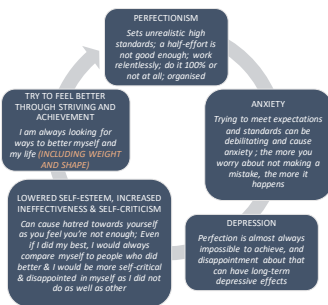 PERFECTIONISM
Sets unrealistic high
standards; a half-effort is
not good enough; work
relentlessly; do it 100% or
not at all; organised
ANXIETY
Trying to meet expectations
and standards can be
debilitating and cause
anxiety ; the more you
worry about not making a
mistake, the more it
happens
DEPRESSION
Perfection is almost always
impossible to achieve, and
disappointment about that
can have long-term
depressive effects
LOWERED SELF-ESTEEM, INCREASED
INEFFECTIVENESS & SELF-CRITICISM
Can cause hatred towards yourself
as you feel you're not enough; Even
if I did my best, I would always
compare myself to people who did
better & I would be more self-critical
& disappointed in myself as I did not
do as well as other
TRY TO FEEL BETTER
THROUGH STRIVING AND
ACHIEVEMENT
I am always looking for
ways to better myself and
my life (INCLUDING WEIGHT
AND SHAPE)